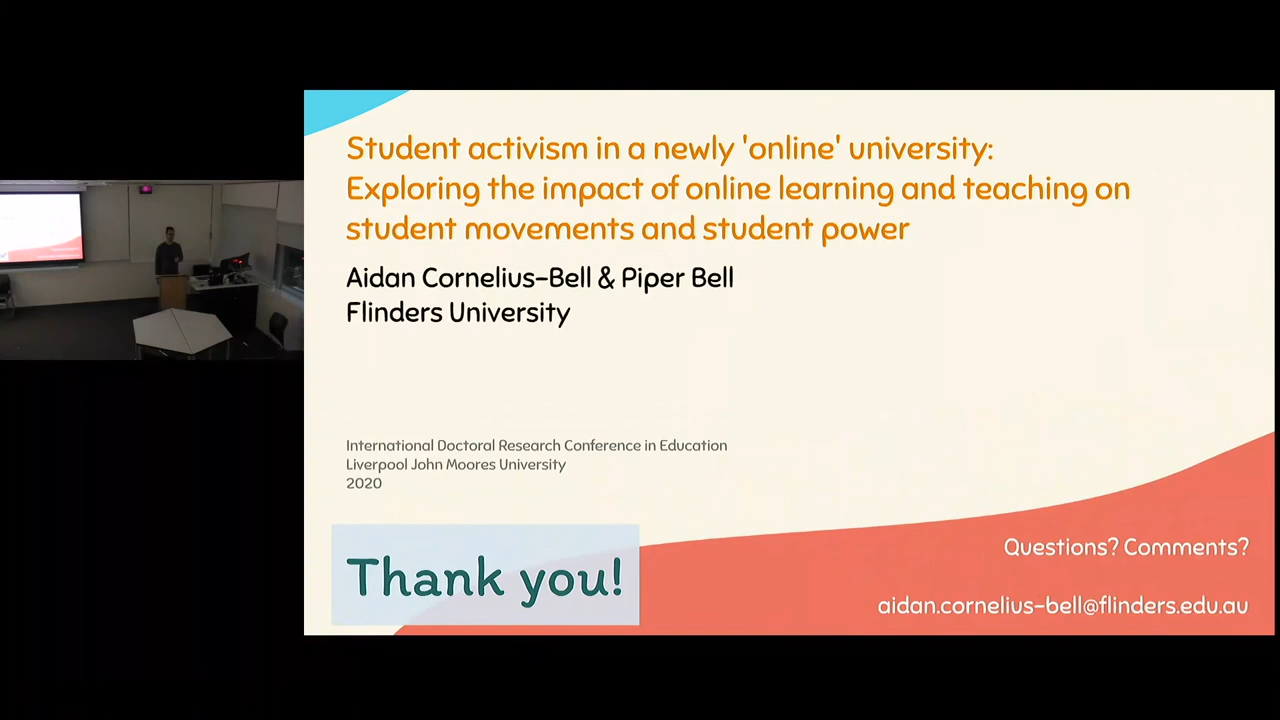 Student activism in a newly 'online' university:
Exploring the impact of online learning and teaching on
student movements and student power
Aidan Cornelius-Bell & Piper Bell
Flinders University
International Doctoral Research Conference in Education
Liverpool John Moores University
2020
Thank you!
Questions? Comments?
aidan.cornelius-bell@flinders.edu.au